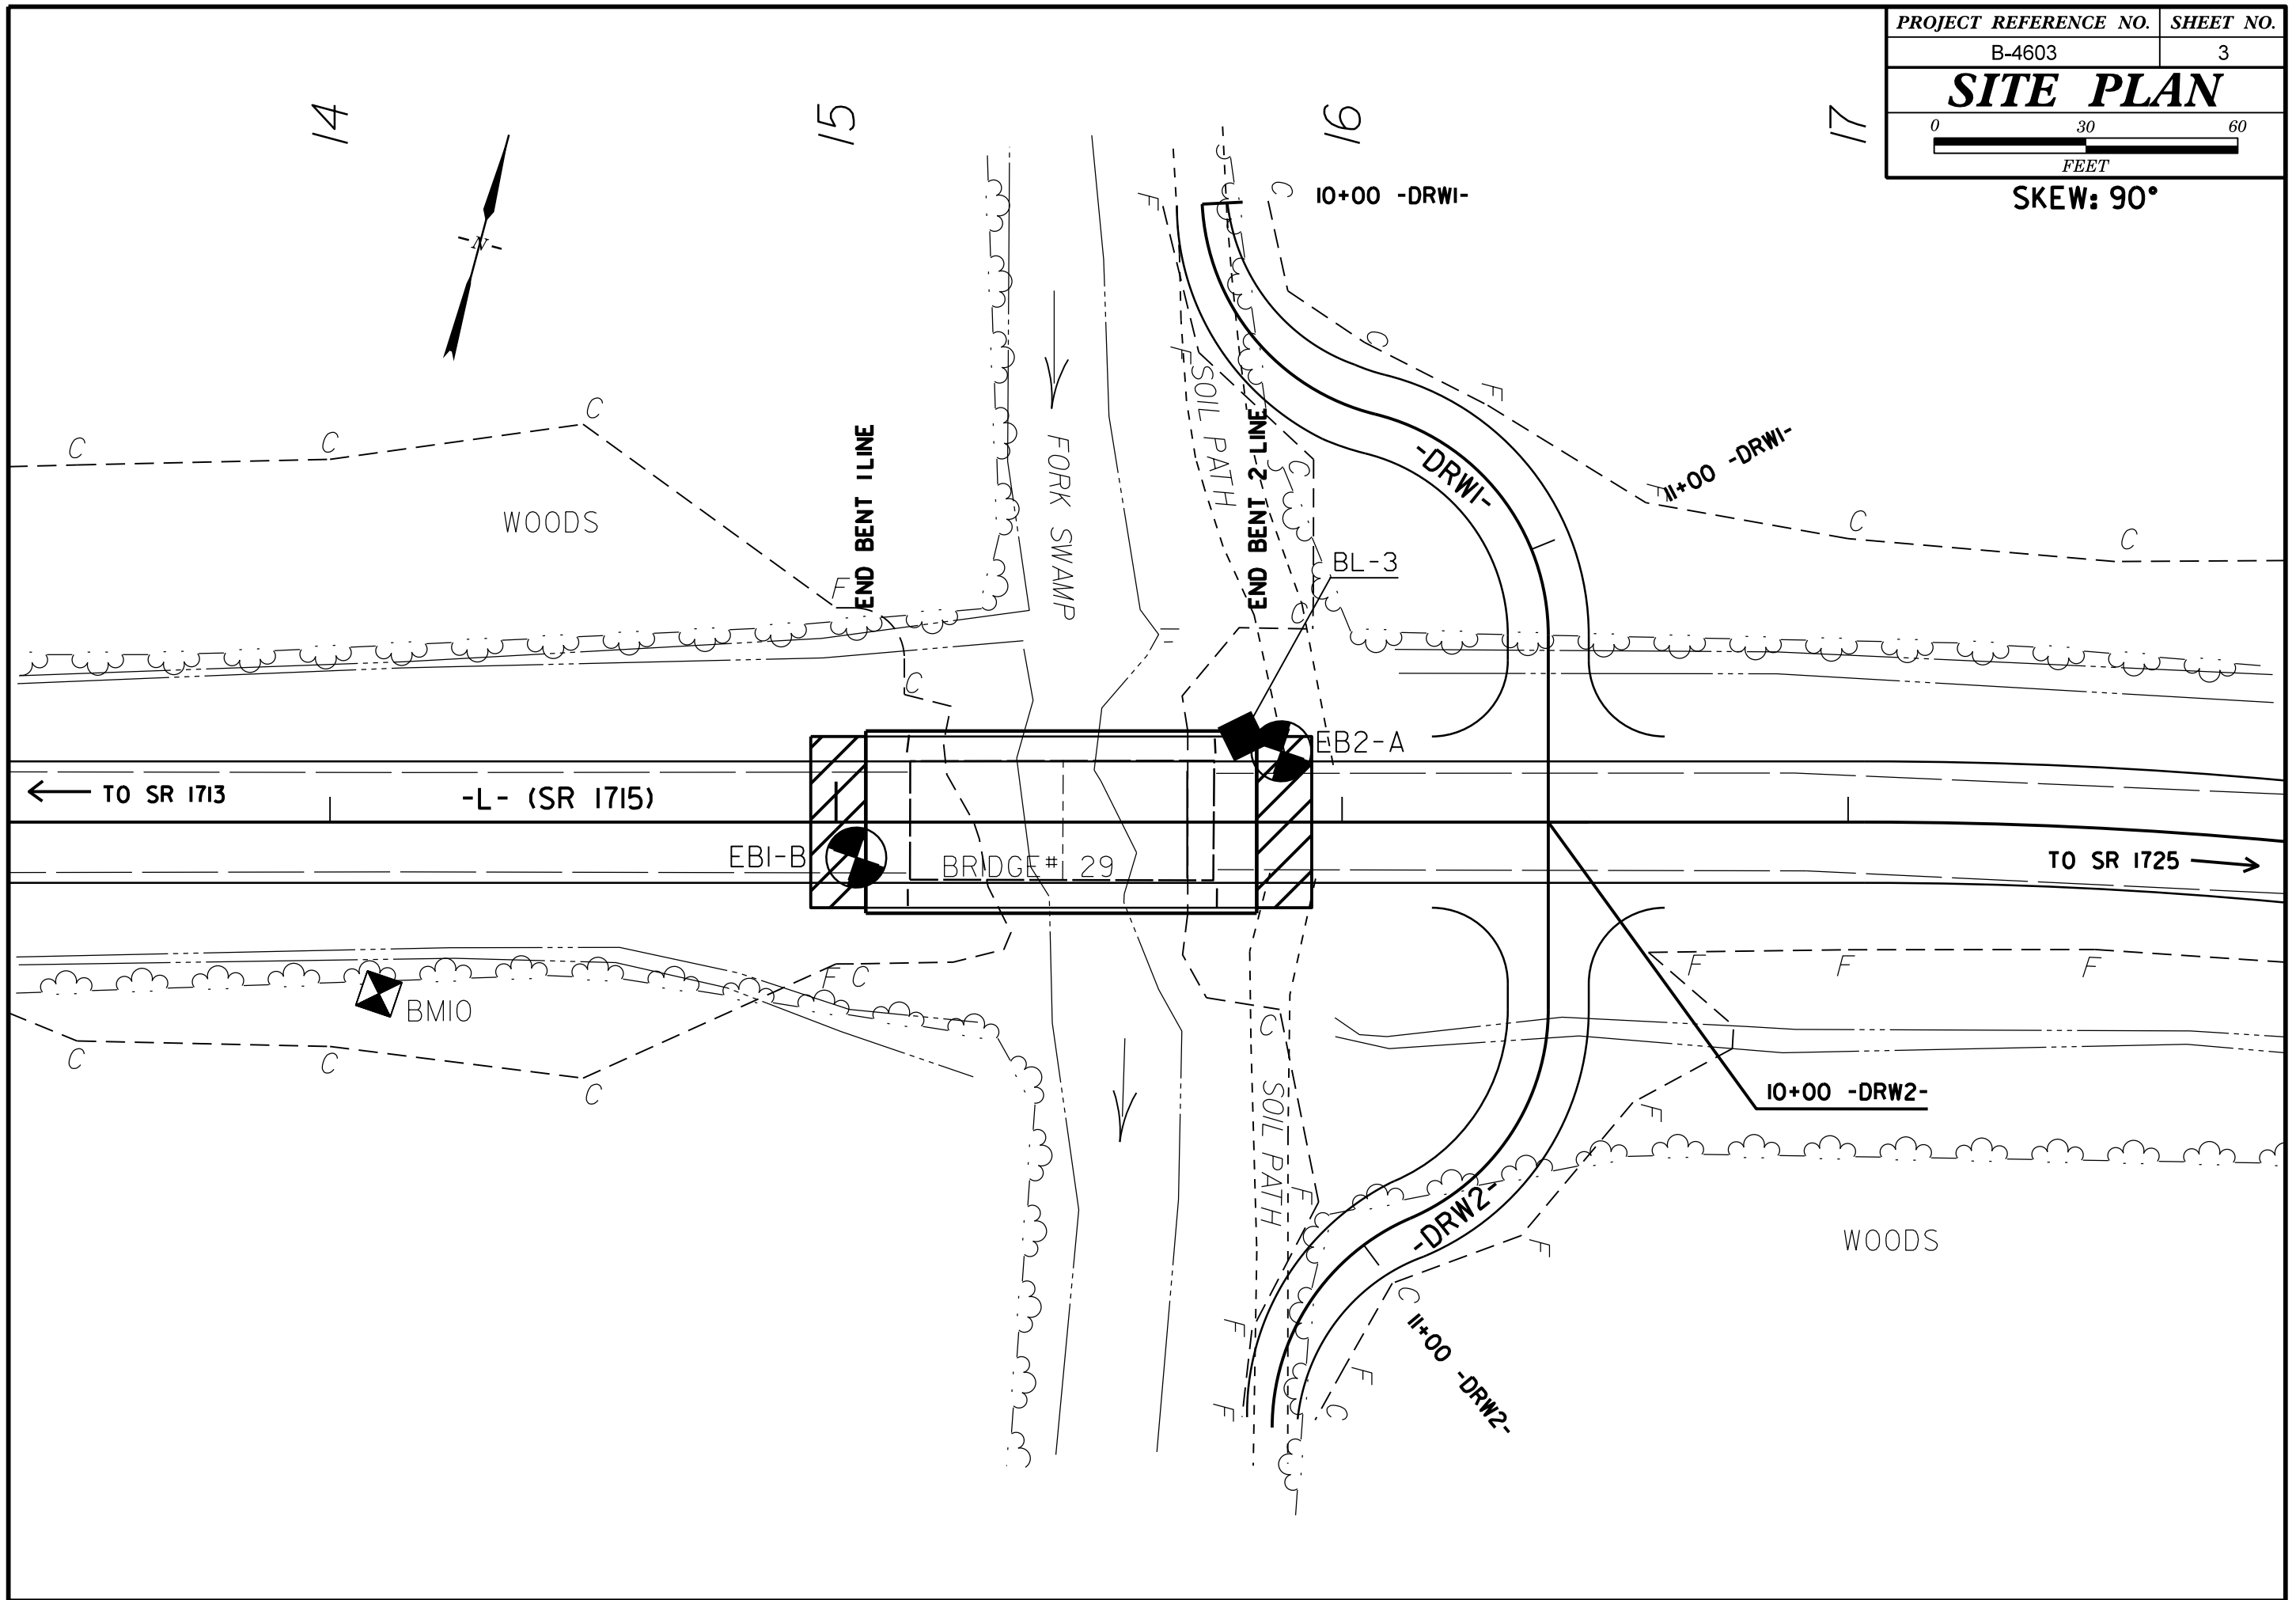 PROJECT REFERENCE NO. SHEET NO.
B-4603 3
SITE PLAN
0 30 60
FEET
SKEW: 90°
14 15 16 17
N
10+00 -DRW1-
C
F
F
C
F
C
C
C
C
F
SOIL PATH
END BENT 1 LINE
END BENT 2 LINE
FORK SWAMP
-DRW1-
11+00 -DRW1-
F
C
C
C
WOODS
BL-3
F
C
F
C
EB2-A
TO SR 1713
-L- (SR 1715)
EB1-B
BRIDGE# 29
TO SR 1725
F C
F
F
F
BM10
C
C
C
C
10+00 -DRW2-
F
SOIL PATH
F
-DRW2-
F
WOODS
C
11+00 -DRW2-
F
F
F
C